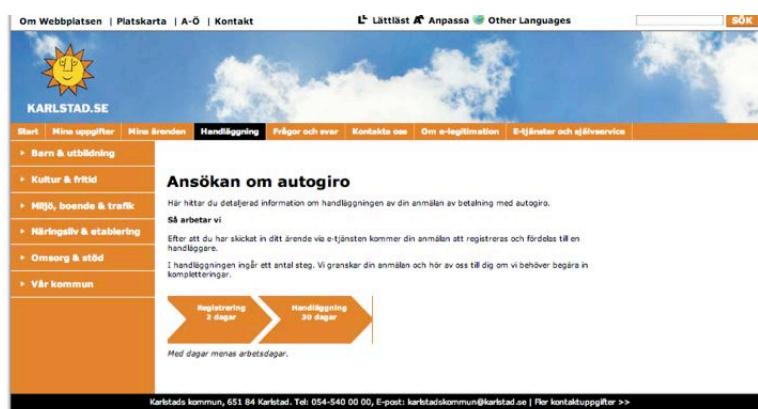 Om Webbplatsen | Platskarta | A-Ö | Kontakt
Lättläst Anpassa Other Languages
SÖK
KARLSTAD.SE
Start Mina uppgifter Mina ärenden Handläggning Frågor och svar Kontakta oss Om e-legitimation E-tjänster och självservice
Barn & utbildning
Kultur & fritid
Miljö, boende & trafik
Näringsliv & etablering
Omsorg & stöd
Vår kommun
Ansökan om autogiro
Här hittar du detaljerad information om handläggningen av din anmälan av betalning med autogiro.
Så arbetar vi
Efter att du har skickat in ditt ärende via e-tjänsten kommer din anmälan att registreras och fördelas till en
handläggare.
I handläggningen ingår ett antal steg. Vi granskar din anmälan och hör av oss till dig om vi behöver begära in
kompletteringar.
Registrering
2 dagar
Handläggning
30 dagar
Med dagar menas arbetsdagar.
Karlstads kommun, 651 84 Karlstad. Tel: 054-540 00 00, E-post: karlstadskommun@karlstad.se | Fler kontaktuppgifter >>